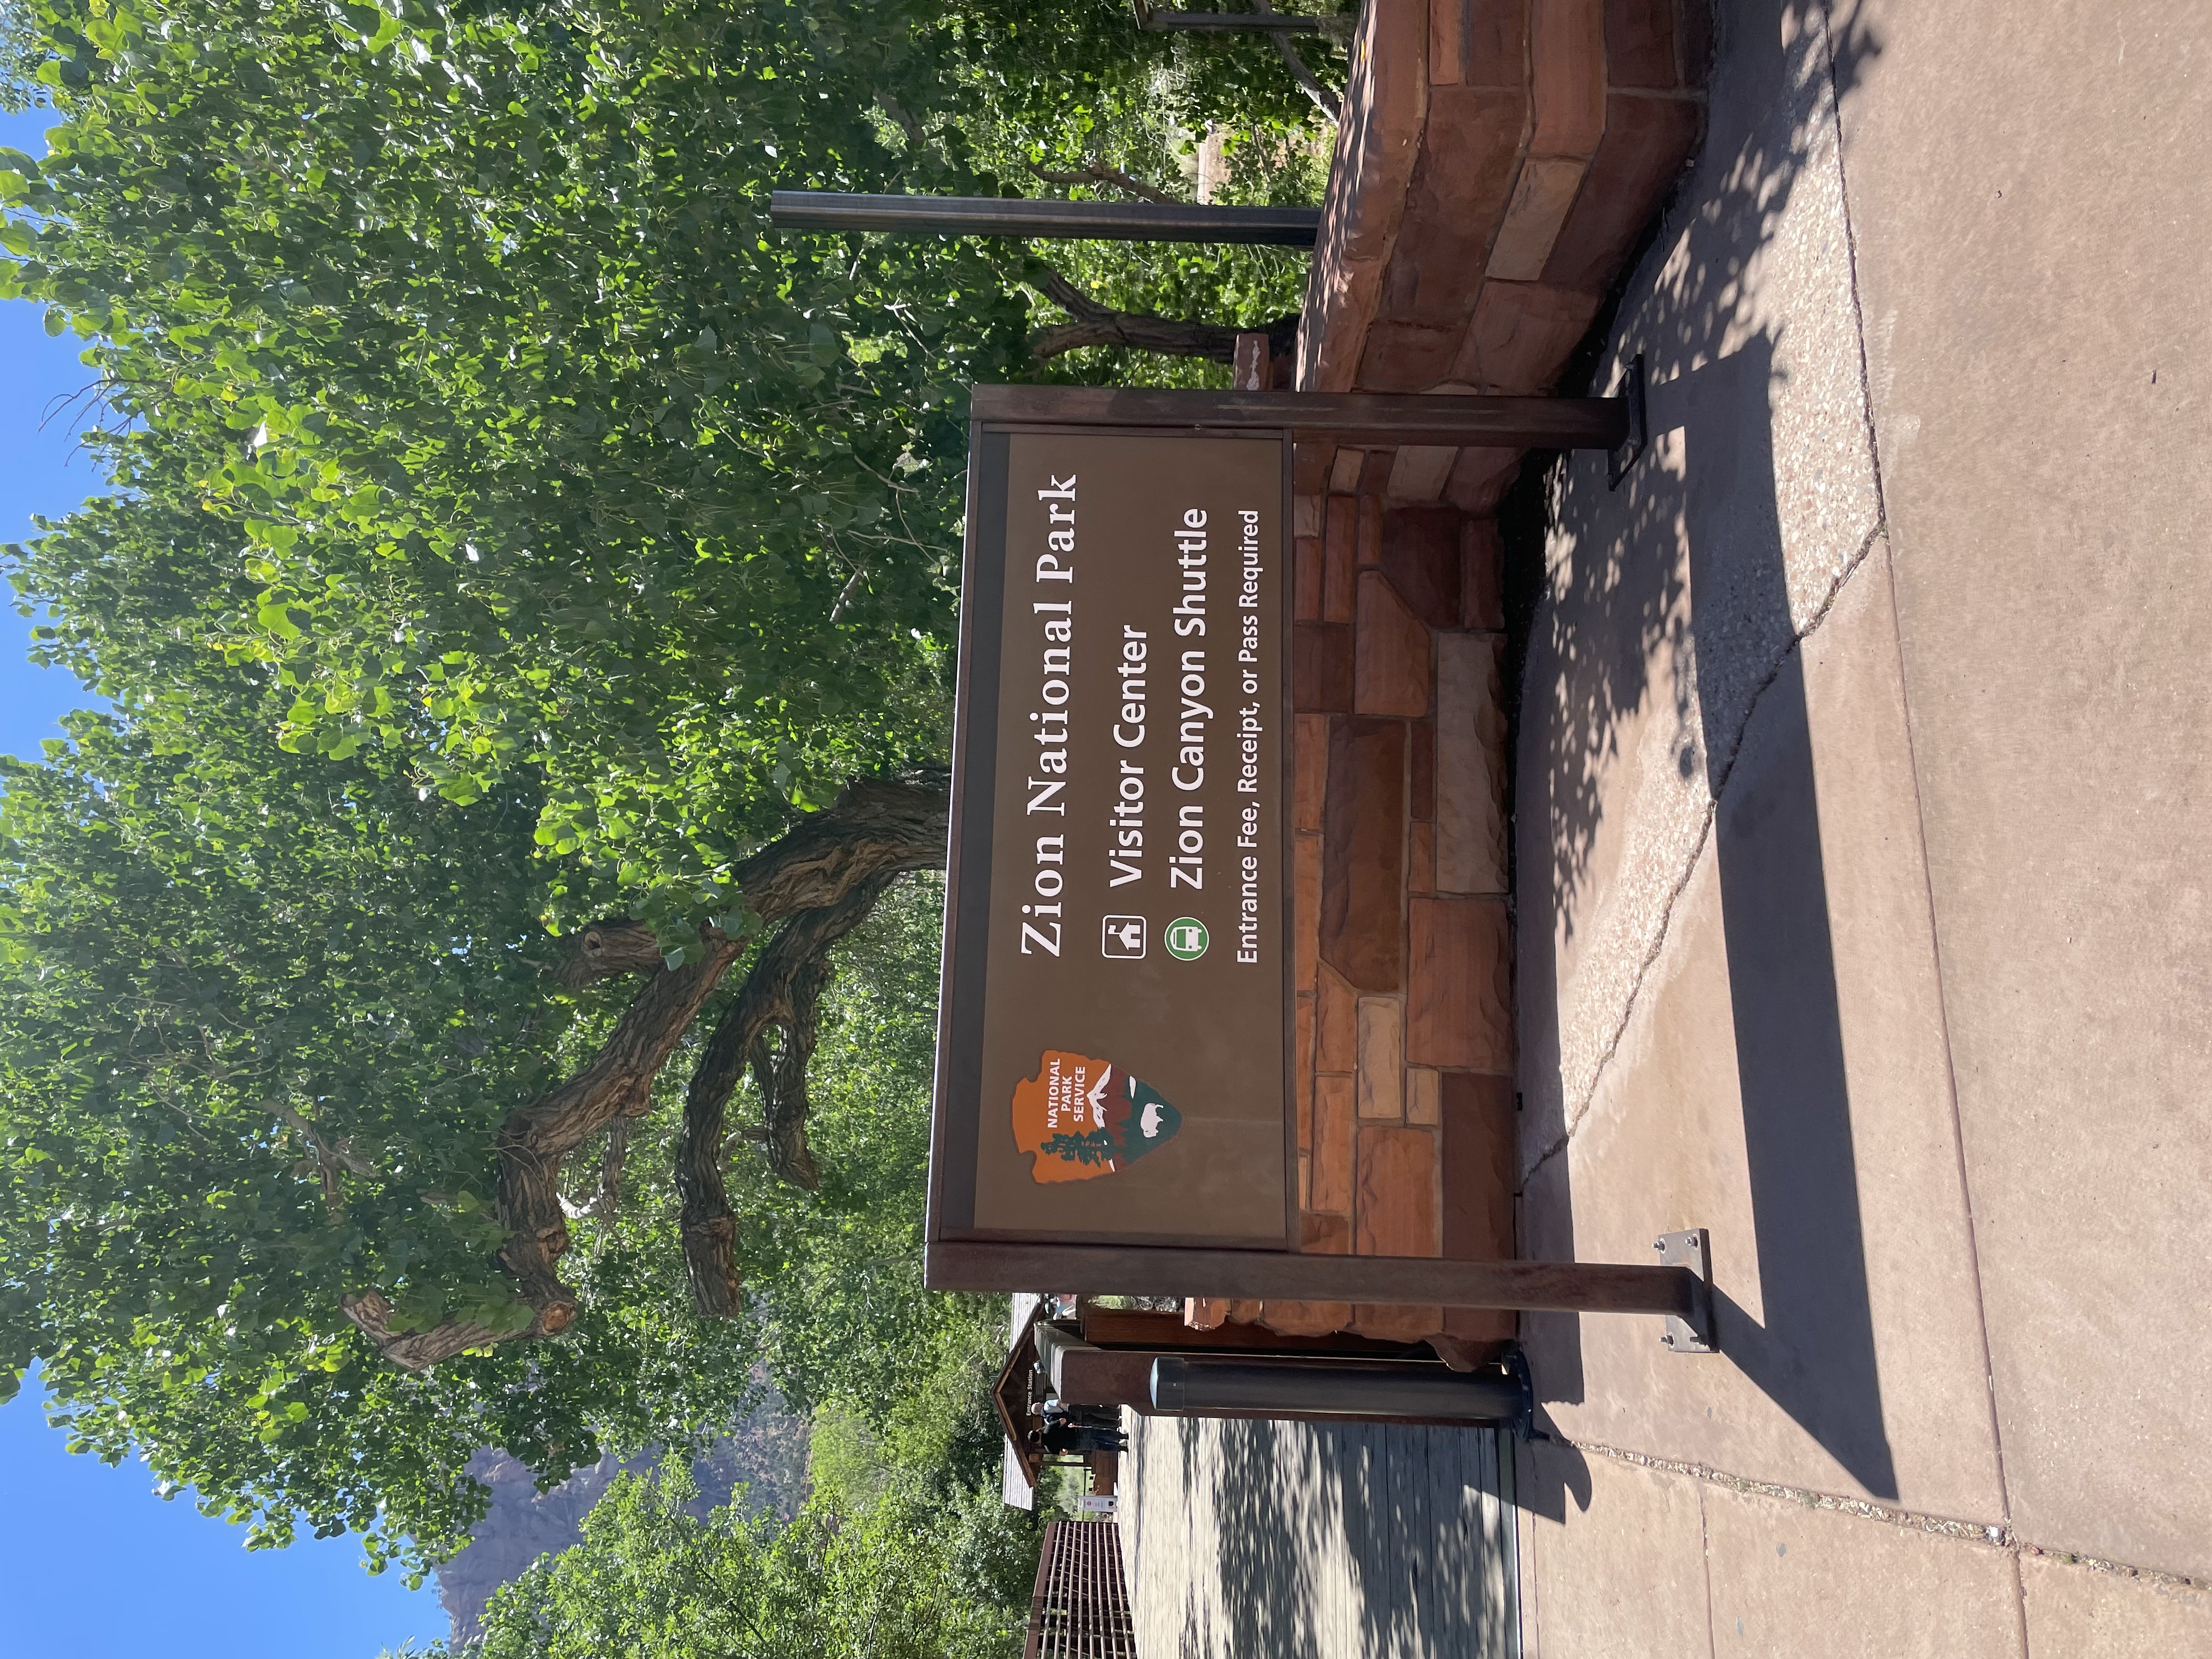 Entrance Station
NATIONAL
PARK
SERVICE
Zion National Park
Visitor Center
Zion Canyon Shuttle
Entrance Fee, Receipt, or Pass Required